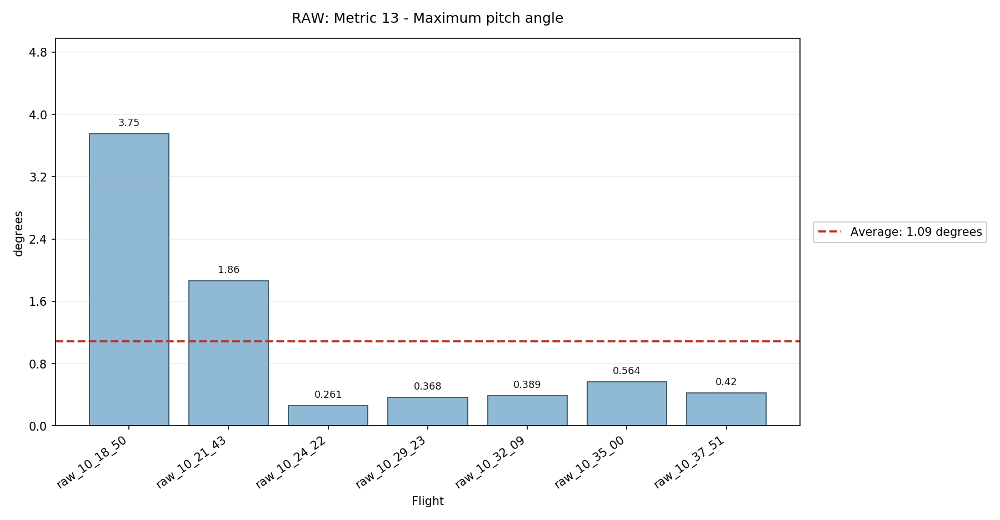 RAW: Metric 13 - Maximum pitch angle
4.8
4.0
3.2
2.4
1.6
0.8
0.0
degrees
3.75
1.86
0.261
0.368
0.389
0.564
0.42
Average: 1.09 degrees
raw_10_18_50
raw_10_21_43
raw_10_24_22
raw_10_29_23
raw_10_32_09
raw_10_35_00
raw_10_37_51
Flight